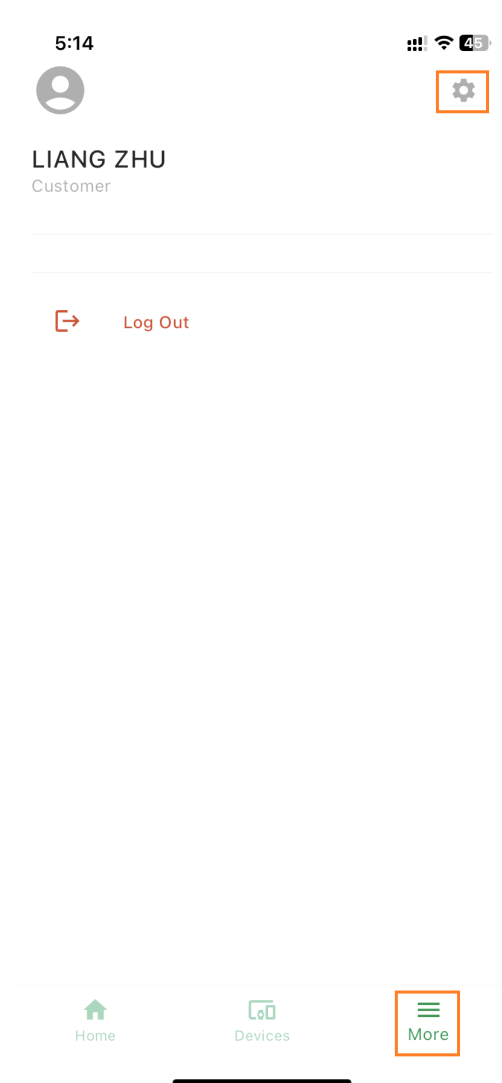 5:14
45
LIANG ZHU
Customer
Log Out
Home
Devices
More